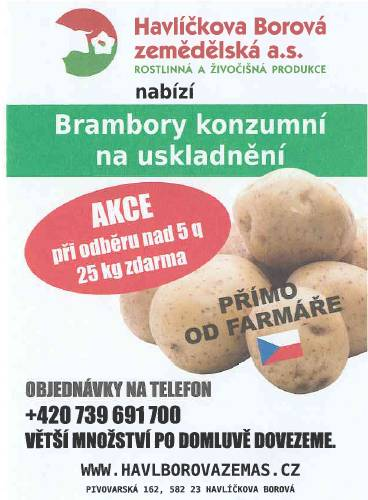 Havlíčkova Borová
zemědělská a.s.
ROSTLINNÁ A ŽIVOČIŠNÁ PRODUKCE
nabízí
Brambory konzumní
na uskladnění
AKCE
při odběru nad 5 q
25 kg zdarma
PŘÍMO
OD FARMÁŘE
OBJEDNÁVKY NA TELEFON
+420 739 691 700
VĚTŠÍ MNOŽSTVÍ PO DOMLUVĚ DOVEZEME.
WWW.HAVLBOROVAZEMAS.CZ
PIVOVARSKÁ 162, 582 23 HAVLÍČKOVA BOROVÁ